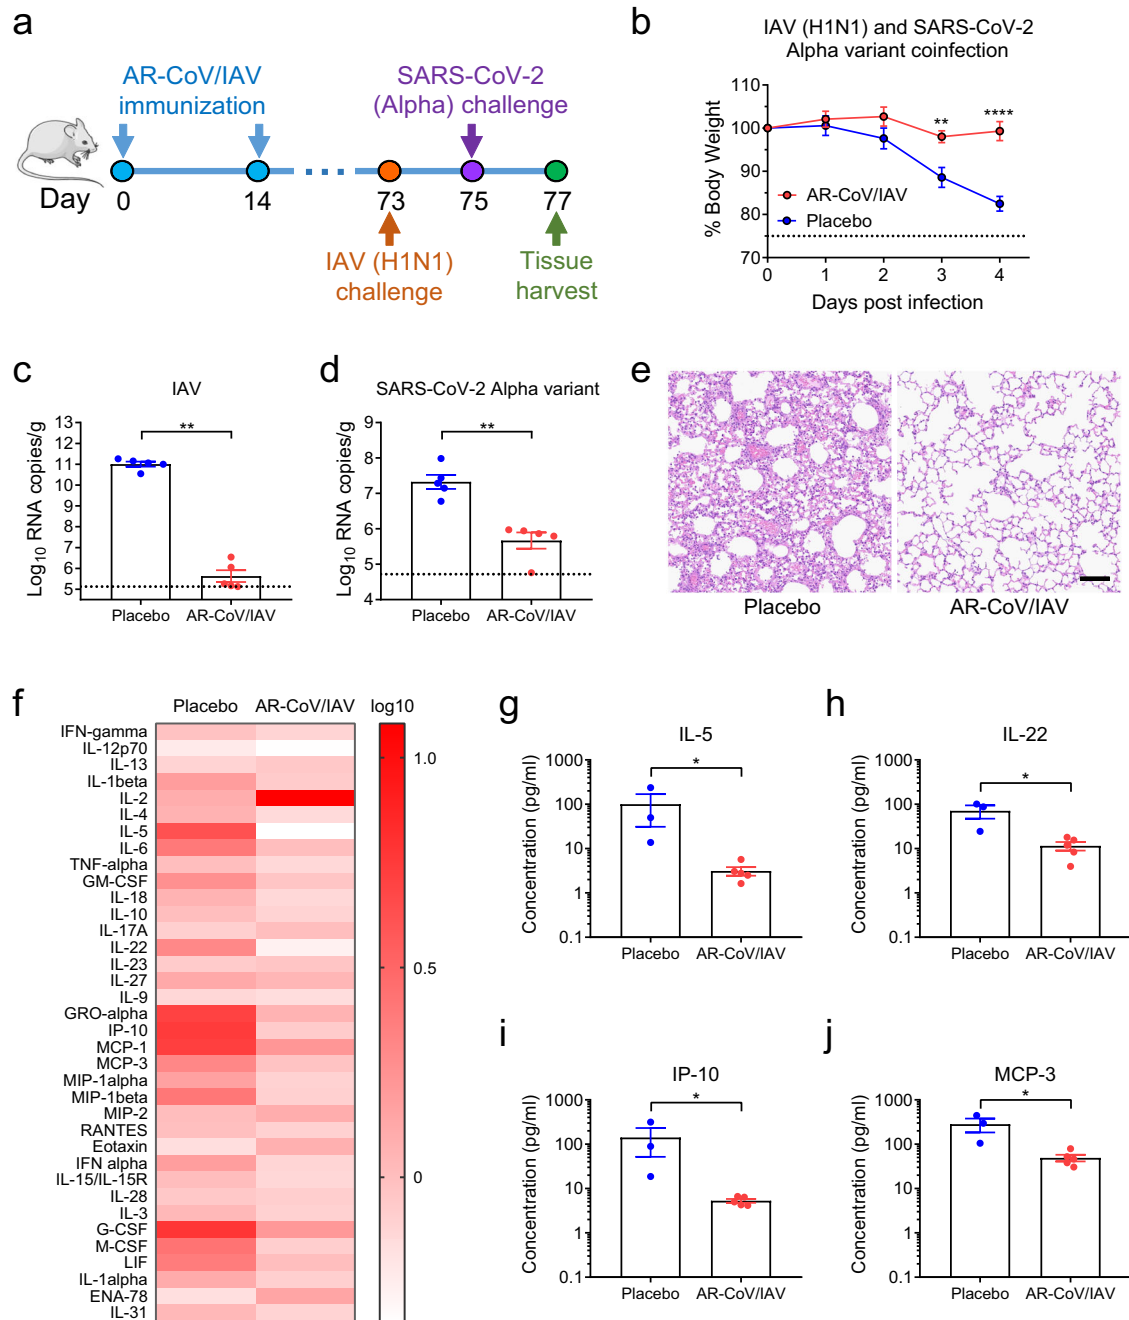 a
AR-CoV/IAV
immunization
SARS-CoV-2
(Alpha) challenge
Day
0
14
73
75
77
IAV (H1N1)
challenge
Tissue
harvest
b
IAV (H1N1) and SARS-CoV-2
Alpha variant coinfection
% Body Weight
110
100
90
80
75
70
** ****
AR-CoV/IAV
Placebo
0 1 2 3 4
Days post infection
c
IAV
Log10 RNA copies/g
13
12
11
10
7
6
5
**
Placebo AR-CoV/IAV
d
SARS-CoV-2 Alpha variant
Log10 RNA copies/g
9
8
7
6
5
4
**
Placebo AR-CoV/IAV
e
Placebo
AR-CoV/IAV
f
Placebo AR-CoV/IAV log10
IFN-gamma
IL-12p70
IL-13
IL-1beta
IL-2
IL-4
IL-5
IL-6
TNF-alpha
GM-CSF
IL-18
IL-10
IL-17A
IL-22
IL-23
IL-27
IL-9
GRO-alpha
IP-10
MCP-1
MCP-3
MIP-1alpha
MIP-1beta
MIP-2
RANTES
Eotaxin
IFN alpha
IL-15/IL-15R
IL-28
IL-3
G-CSF
M-CSF
LIF
IL-1alpha
ENA-78
IL-31
1.0
0.5
0
g
IL-5
Concentration (pg/ml)
1000
100
10
1
0.1
*
Placebo AR-CoV/IAV
h
IL-22
Concentration (pg/ml)
1000
100
10
1
0.1
*
Placebo AR-CoV/IAV
i
IP-10
Concentration (pg/ml)
1000
100
10
1
0.1
*
Placebo AR-CoV/IAV
j
MCP-3
Concentration (pg/ml)
1000
100
10
1
0.1
*
Placebo AR-CoV/IAV